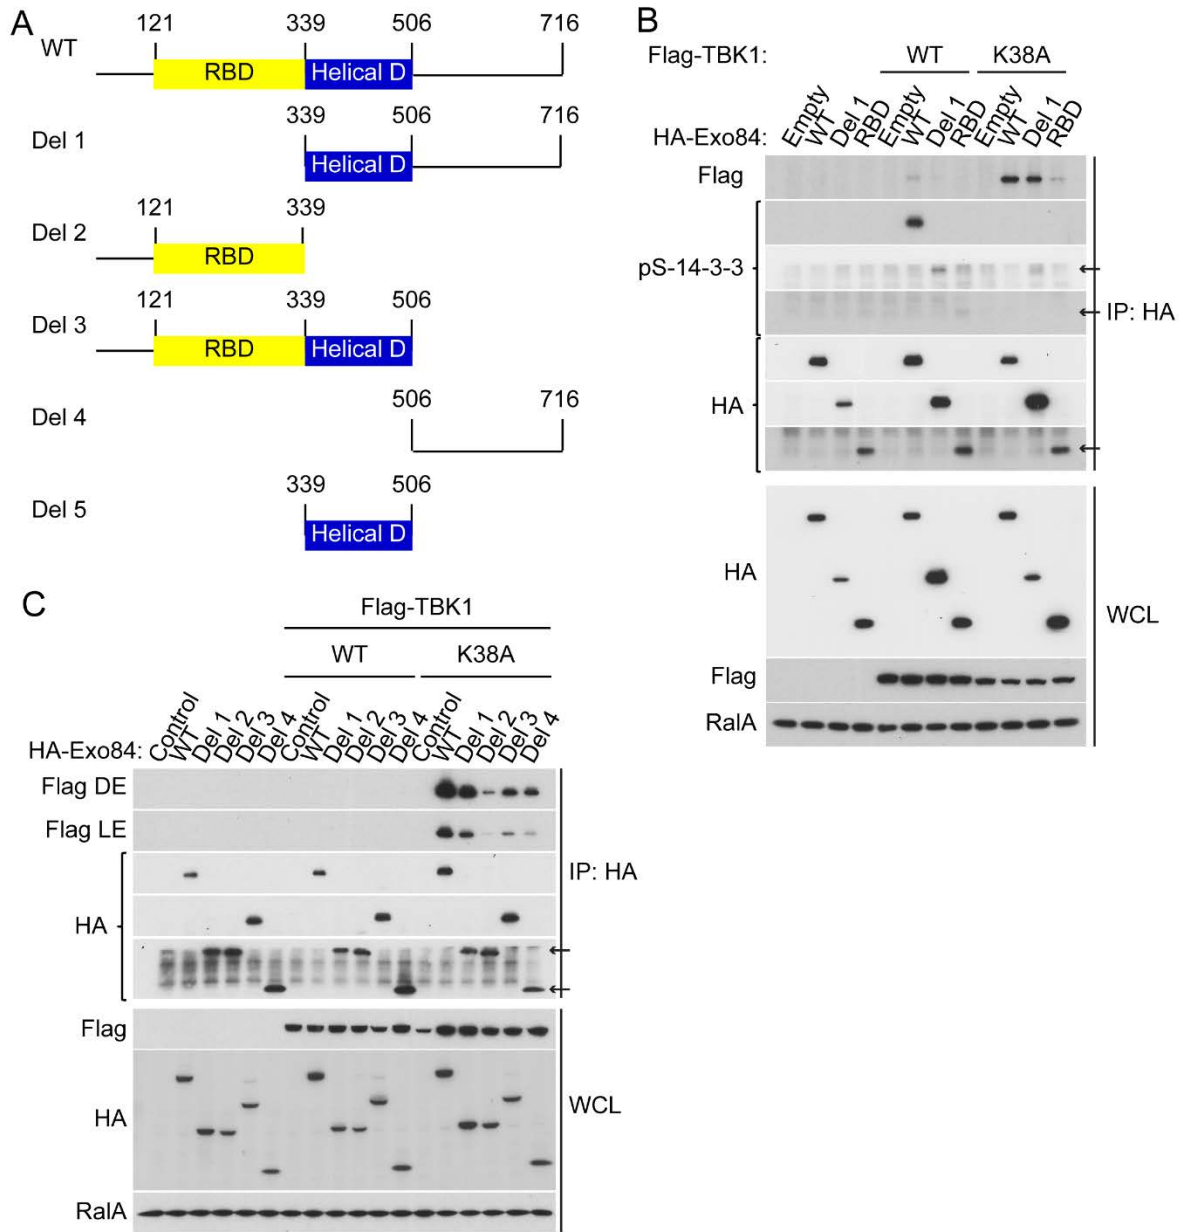 A
121 339 506 716
WT
RBD Helical D
339 506 716
Del 1
Helical D
121 339
Del 2
RBD
121 339 506
Del 3
RBD Helical D
506 716
Del 4
339 506
Del 5
Helical D
B
Flag-TBK1: WT K38A
HA-Exo84: Empty WT Del 1 RBD Empty WT Del 1 RBD Empty WT Del 1 RBD
Flag
pS-14-3-3
IP: HA
HA
HA
WCL
Flag
RalA
C
Flag-TBK1
WT K38A
HA-Exo84: Control WT Del 1 Del 2 Del 3 Del 4 Control WT Del 1 Del 2 Del 3 Del 4 Control WT Del 1 Del 2 Del 3 Del 4
Flag DE
Flag LE
IP: HA
HA
Flag
HA
WCL
RalA